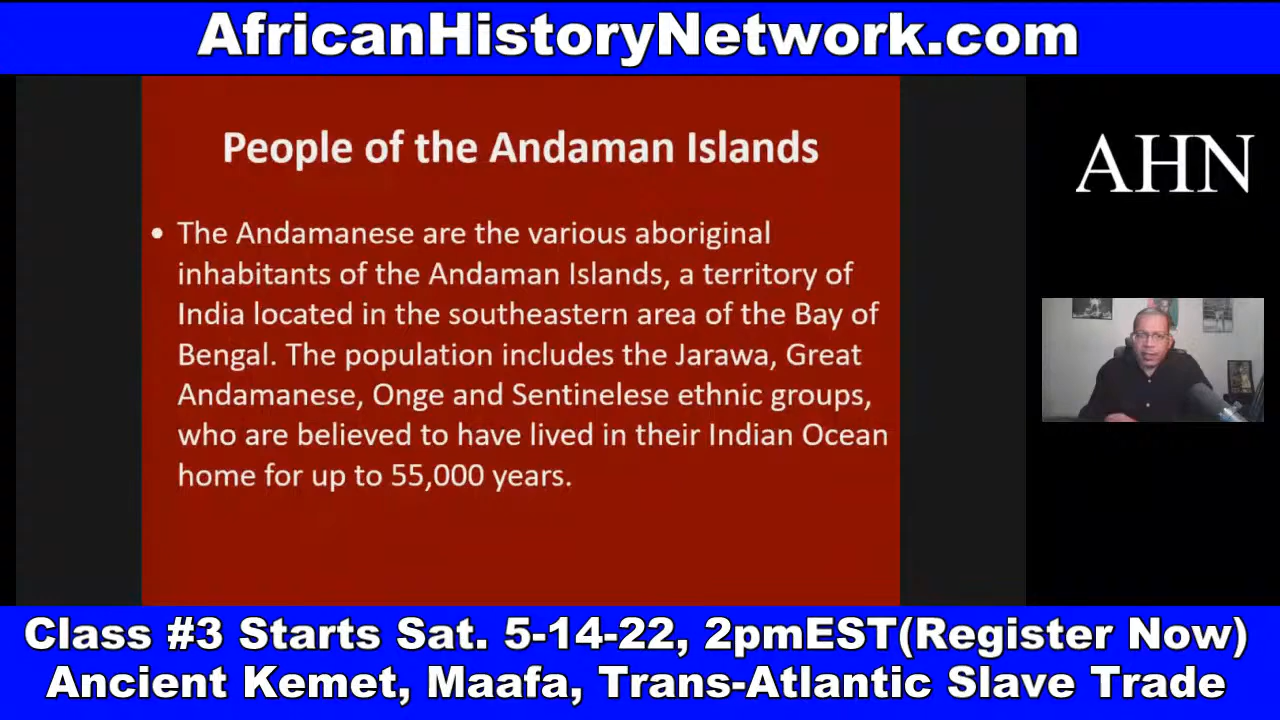 AfricanHistoryNetwork.com
People of the Andaman Islands
AHN
• The Andamanese are the various aboriginal
inhabitants of the Andaman Islands, a territory of
India located in the southeastern area of the Bay of
Bengal. The population includes the Jarawa, Great
Andamanese, Onge and Sentinelese ethnic groups,
who are believed to have lived in their Indian Ocean
home for up to 55,000 years.
Class #3 Starts Sat. 5-14-22, 2pmEST(Register Now)
Ancient Kemet, Maafa, Trans-Atlantic Slave Trade